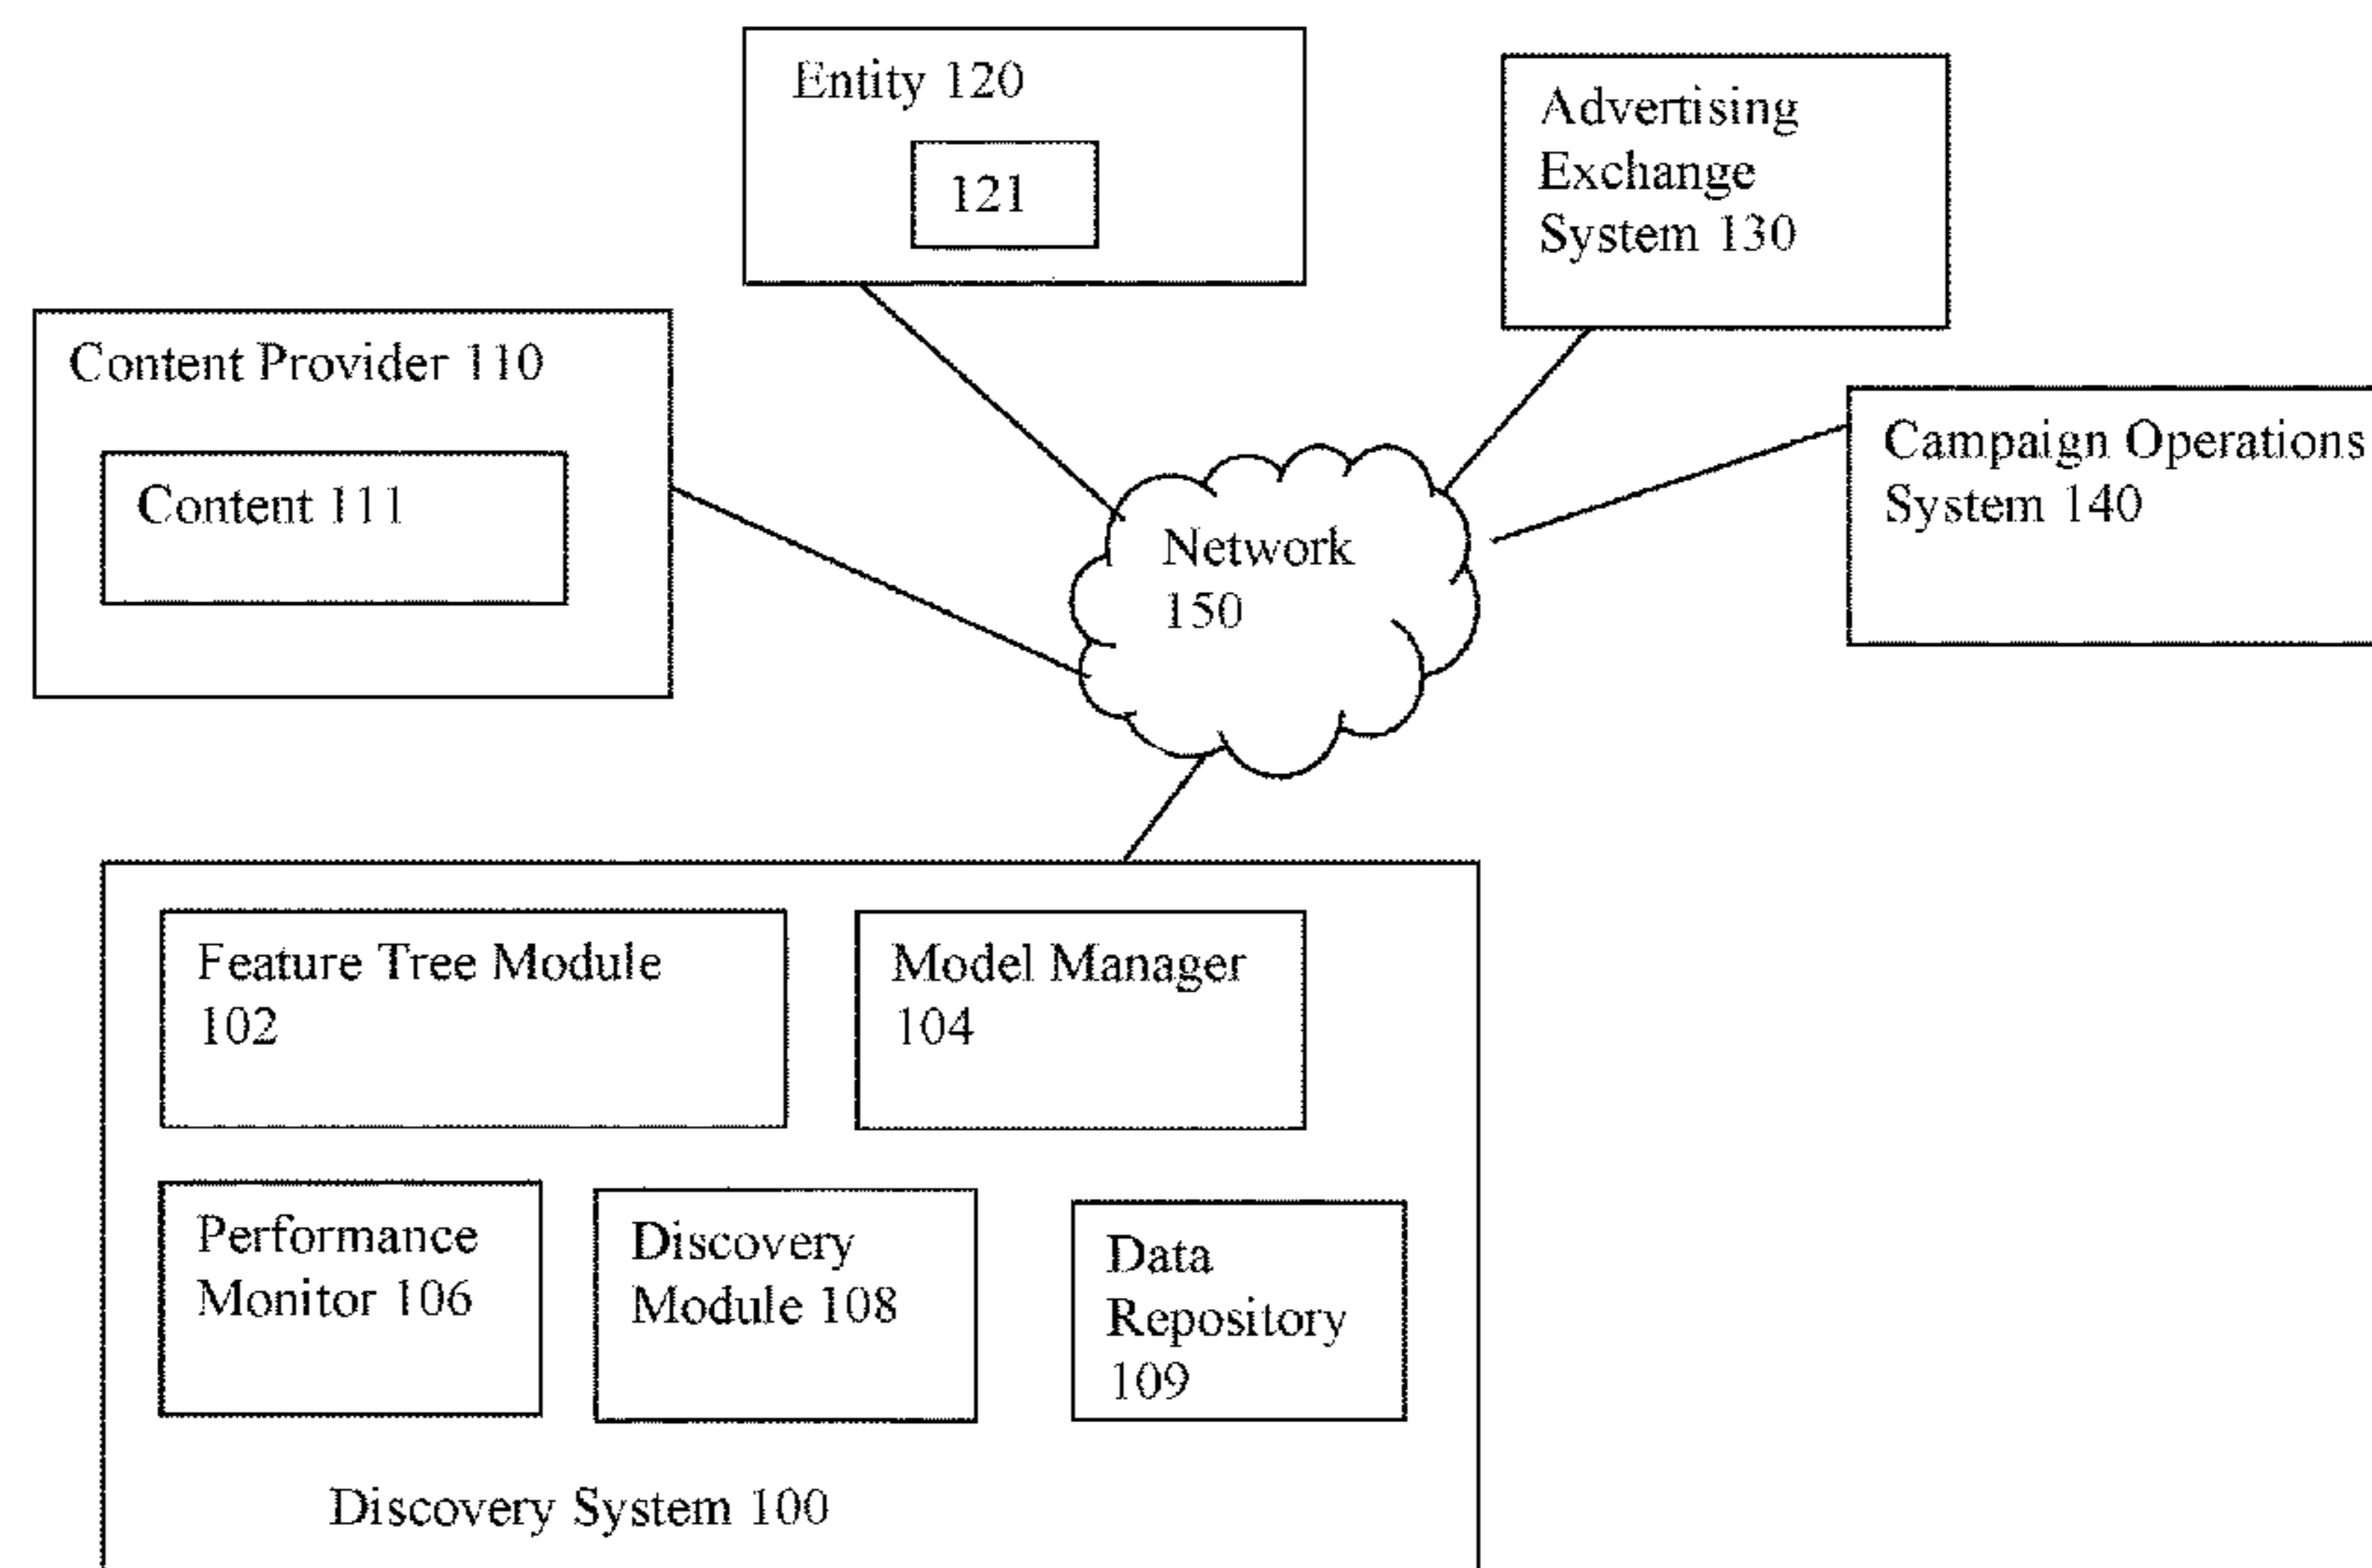 Entity 120
121
Advertising
Exchange
System 130
Content Provider 110
Content 111
Campaign Operations
System 140
Network
150
Feature Tree Module
102
Model Manager
104
Performance
Monitor 106
Discovery
Module 108
Data
Repository
109
Discovery System 100